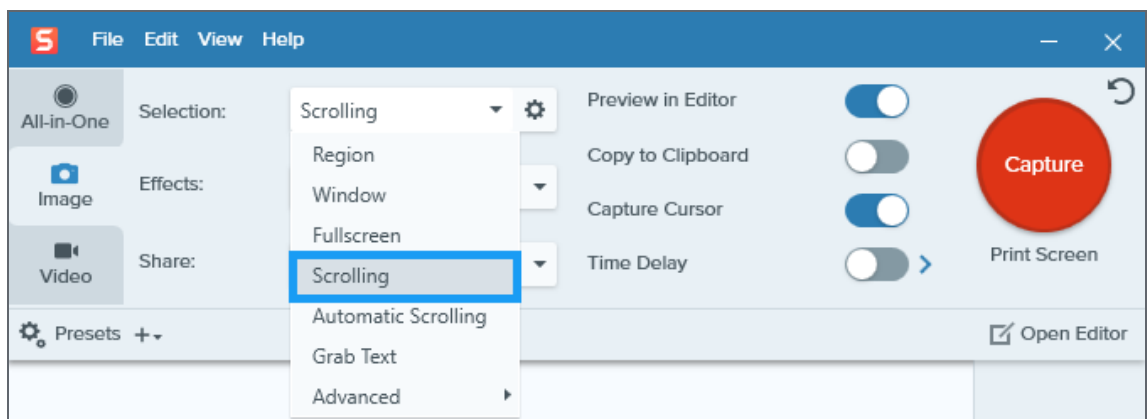 S File Edit View Help
All-in-One
Image
Video
Selection: Scrolling
Effects:
Share:
Region
Window
Fullscreen
Scrolling
Automatic Scrolling
Grab Text
Advanced
Preview in Editor
Copy to Clipboard
Capture Cursor
Time Delay
Capture
Print Screen
Presets
Open Editor